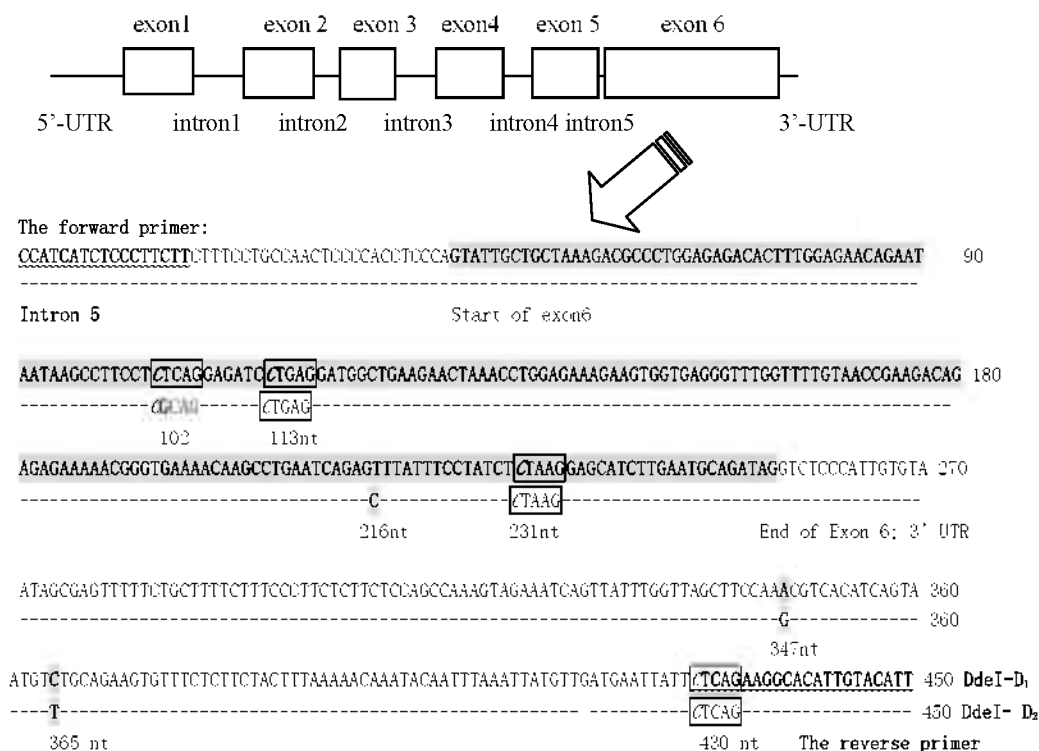 exon1 exon 2 exon 3 exon4 exon 5 exon 6
5'-UTR intron1 intron2 intron3 intron4 intron5 3'-UTR
The forward primer:
CCATCATCTCCCTTCTTCTTTCCTGCCAACTCCCCACCTCCCAGTATTGCTGCTAAAGACGCCCTGGAGAGACACTTTGGAGAACAGAAT 90
Intron 5 Start of exon6
AATAAGCCTTCCTCTCAGGAGATCCTGAGGATGGCTGAAGAACTAAACCTGGAGAAAGAAGTGGTGAGGGTTTGGTTTTGTAACCGAAGACAG 180
CGCAG CTGAG
102 113nt
AGAGAAAAACGGGTGAAAACAAGCCTGAATCAGAGTTTATTTCCTATCTCTAAGGAGCATCTTGAATGCAGATAGGTCTCCCATTGTGTA 270
C CTAAG
216nt 231nt End of Exon 6; 3' UTR
ATAGCGAGTTTTTCTGCTTTTCTTTCCCTTCTCTTCTCCAGCCAAAGTAGAAATCAGTTATTTGGTTAGCTTCCAAACGTCACATCAGTA 360
G 360
347nt
ATGTCTGCAGAAGTGTTTCTCTTCTACTTTAAAAACAAATACAATTTAAATTATGTTGATGAATTATTCTCAGAAGGCACATTGTACATT 450 DdeI-D₁
T CTCAG 450 DdeI- D₂
365 nt 430 nt The reverse primer